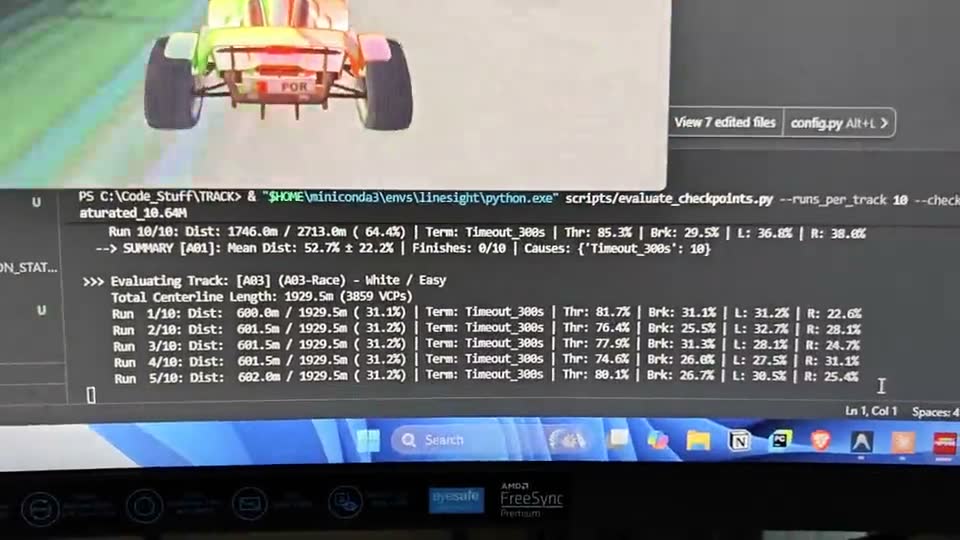 POR
View 7 edited files
config.py Alt+L >
U
PS C:\Code_Stuff\TRACK> & "$HOME\miniconda3\envs\linesight\python.exe" scripts/evaluate_checkpoints.py --runs_per_track 10 --check
aturated_10.64M
Run 10/10: Dist: 1746.0m / 2713.0m ( 64.4%) | Term: Timeout_300s | Thr: 85.3% | Brk: 29.5% | L: 36.8% | R: 38.0%
--> SUMMARY [A01]: Mean Dist: 52.7% ± 22.2% | Finishes: 0/10 | Causes: {'Timeout_300s': 10}
ON_STAT...
>>> Evaluating Track: [A03] (A03-Race) - White / Easy
Total Centerline Length: 1929.5m (3859 VCPs)
U
Run 1/10: Dist: 600.0m / 1929.5m ( 31.1%) | Term: Timeout_300s | Thr: 81.7% | Brk: 31.1% | L: 31.2% | R: 22.6%
Run 2/10: Dist: 601.5m / 1929.5m ( 31.2%) | Term: Timeout_300s | Thr: 76.4% | Brk: 25.5% | L: 32.7% | R: 28.1%
Run 3/10: Dist: 601.5m / 1929.5m ( 31.2%) | Term: Timeout_300s | Thr: 77.9% | Brk: 31.3% | L: 28.1% | R: 24.7%
Run 4/10: Dist: 601.5m / 1929.5m ( 31.2%) | Term: Timeout_300s | Thr: 74.6% | Brk: 26.0% | L: 27.5% | R: 31.1%
Run 5/10: Dist: 602.0m / 1929.5m ( 31.2%) | Term: Timeout_300s | Thr: 80.1% | Brk: 26.7% | L: 30.5% | R: 25.4%
Ln 1, Col 1 Spaces: 4
Search
PC
eyesafe
AMD
FreeSync
Premium